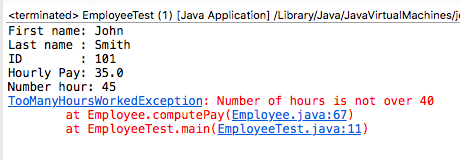 <terminated> EmployeeTest (1) [Java Application] /Library/Java/JavaVirtualMachines/j
First name: John
Last name : Smith
ID        : 101
Hourly Pay: 35.0
Number hour: 45
TooManyHoursWorkedException: Number of hours is not over 40
        at Employee.computePay(Employee.java:67)
        at EmployeeTest.main(EmployeeTest.java:11)